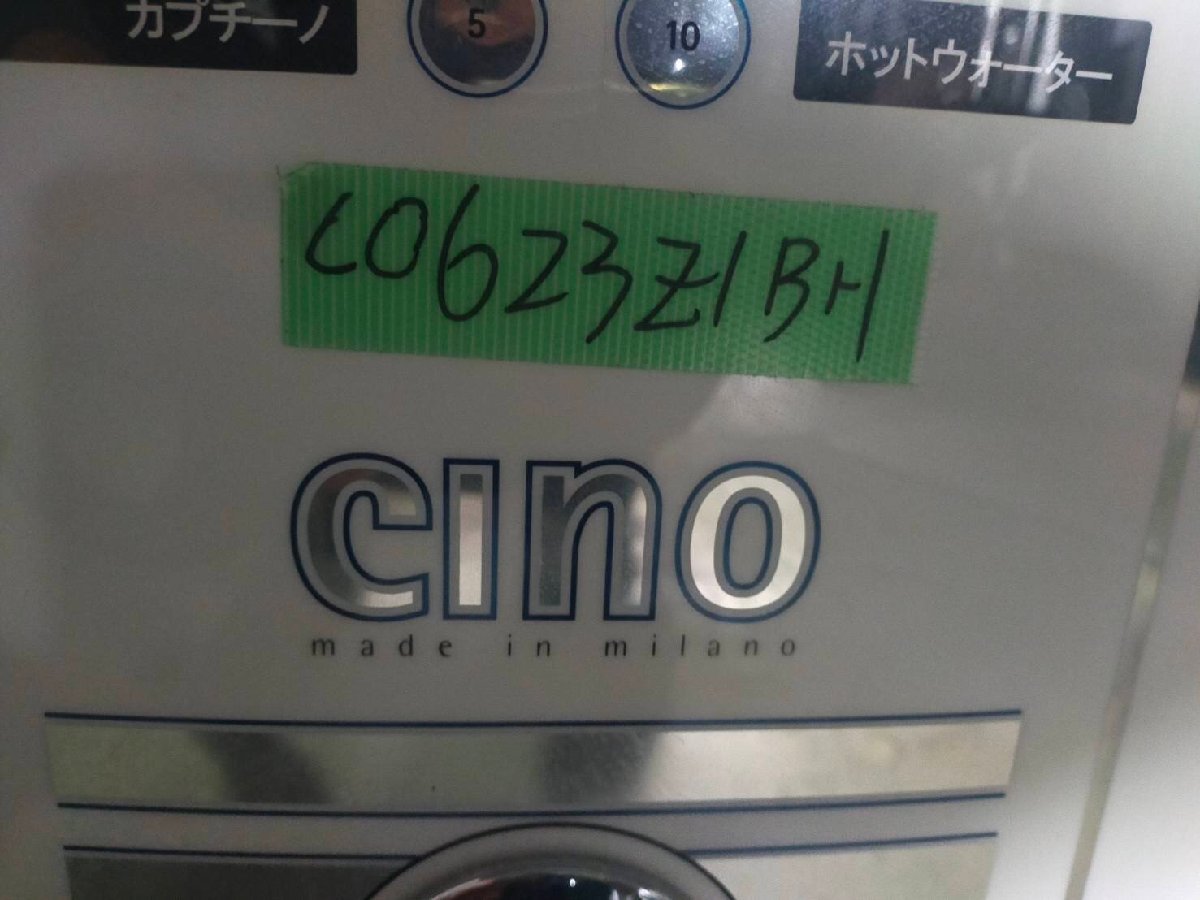 カプチーノ 5 10 ホットウォーター
C0623Z1BH
cino
made in milano